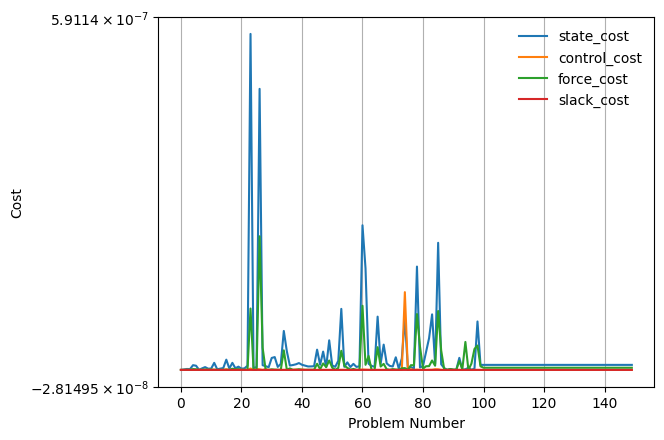 5.9114 × 10⁻⁷
state_cost
control_cost
force_cost
slack_cost
Cost
−2.81495 × 10⁻⁸
0 20 40 60 80 100 120 140
Problem Number